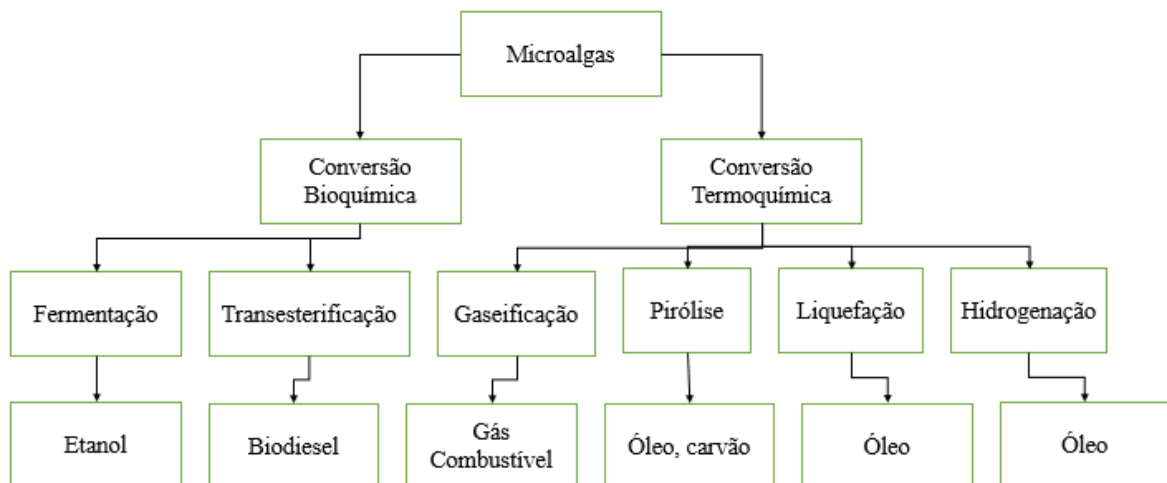 Microalgas
Conversão
Bioquímica
Conversão
Termoquímica
Fermentação
Transesterificação
Gaseificação
Pirólise
Liquefação
Hidrogenação
Etanol
Biodiesel
Gás
Combustível
Óleo, carvão
Óleo
Óleo